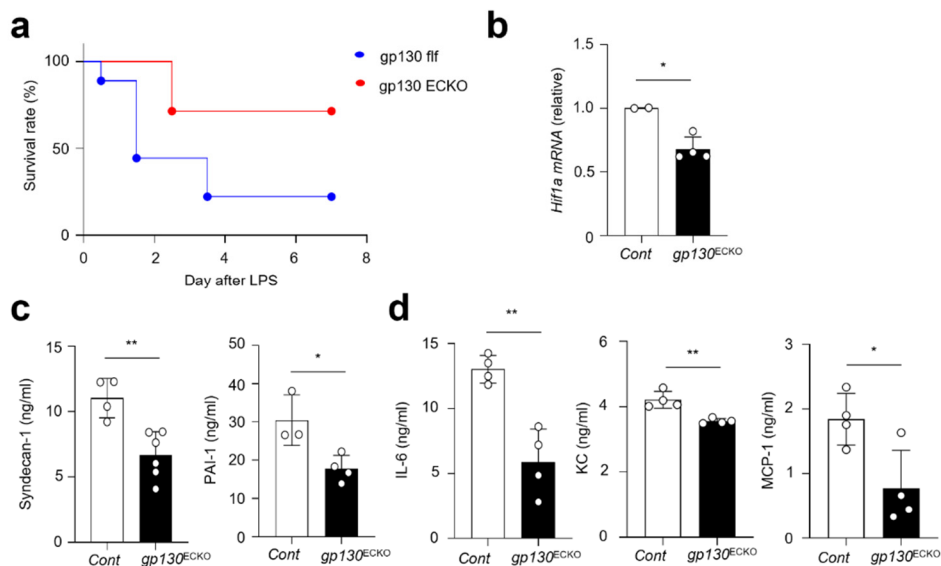 a
gp130 flf
gp130 ECKO
100
50
0
Survival rate (%)
0 2 4 6 8
Day after LPS
b
*
1.5
1.0
0.5
0.0
Hif1a mRNA (relative)
Cont gp130ECKO
c
**
15
10
5
0
Syndecan-1 (ng/ml)
Cont gp130ECKO
*
50
40
30
20
10
0
PAI-1 (ng/ml)
Cont gp130ECKO
d
**
15
10
5
0
IL-6 (ng/ml)
Cont gp130ECKO
**
6
4
2
0
KC (ng/ml)
Cont gp130ECKO
*
3
2
1
0
MCP-1 (ng/ml)
Cont gp130ECKO